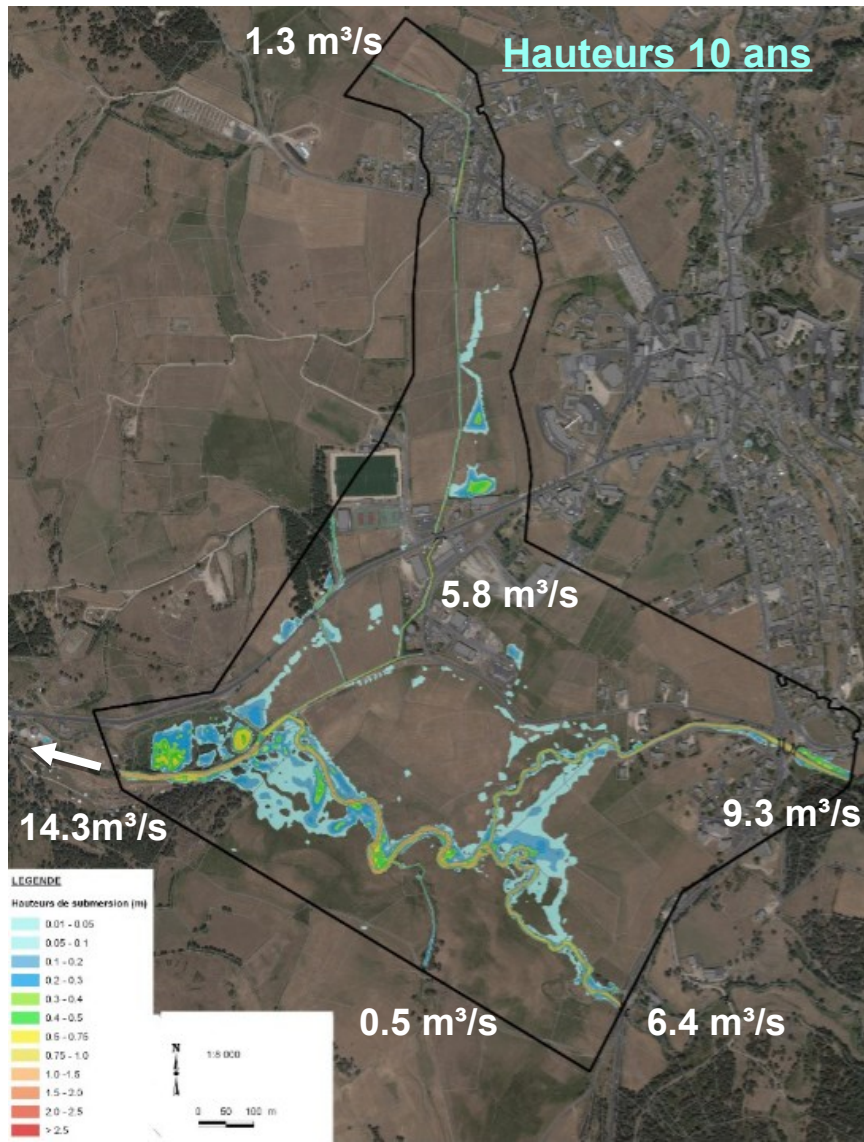 1.3 m³/s
Hauteurs 10 ans
5.8 m³/s
14.3m³/s
9.3 m³/s
0.5 m³/s
6.4 m³/s
LEGENDE
Hauteurs de submersion (m)
0.01 - 0.05
0.05 - 0.1
0.1 - 0.2
0.2 - 0.3
0.3 - 0.4
0.4 - 0.5
0.5 - 0.75
0.75 - 1.0
1.0 - 1.5
1.5 - 2.0
2.0 - 2.5
> 2.5
N
1:8 000
0 50 100 m